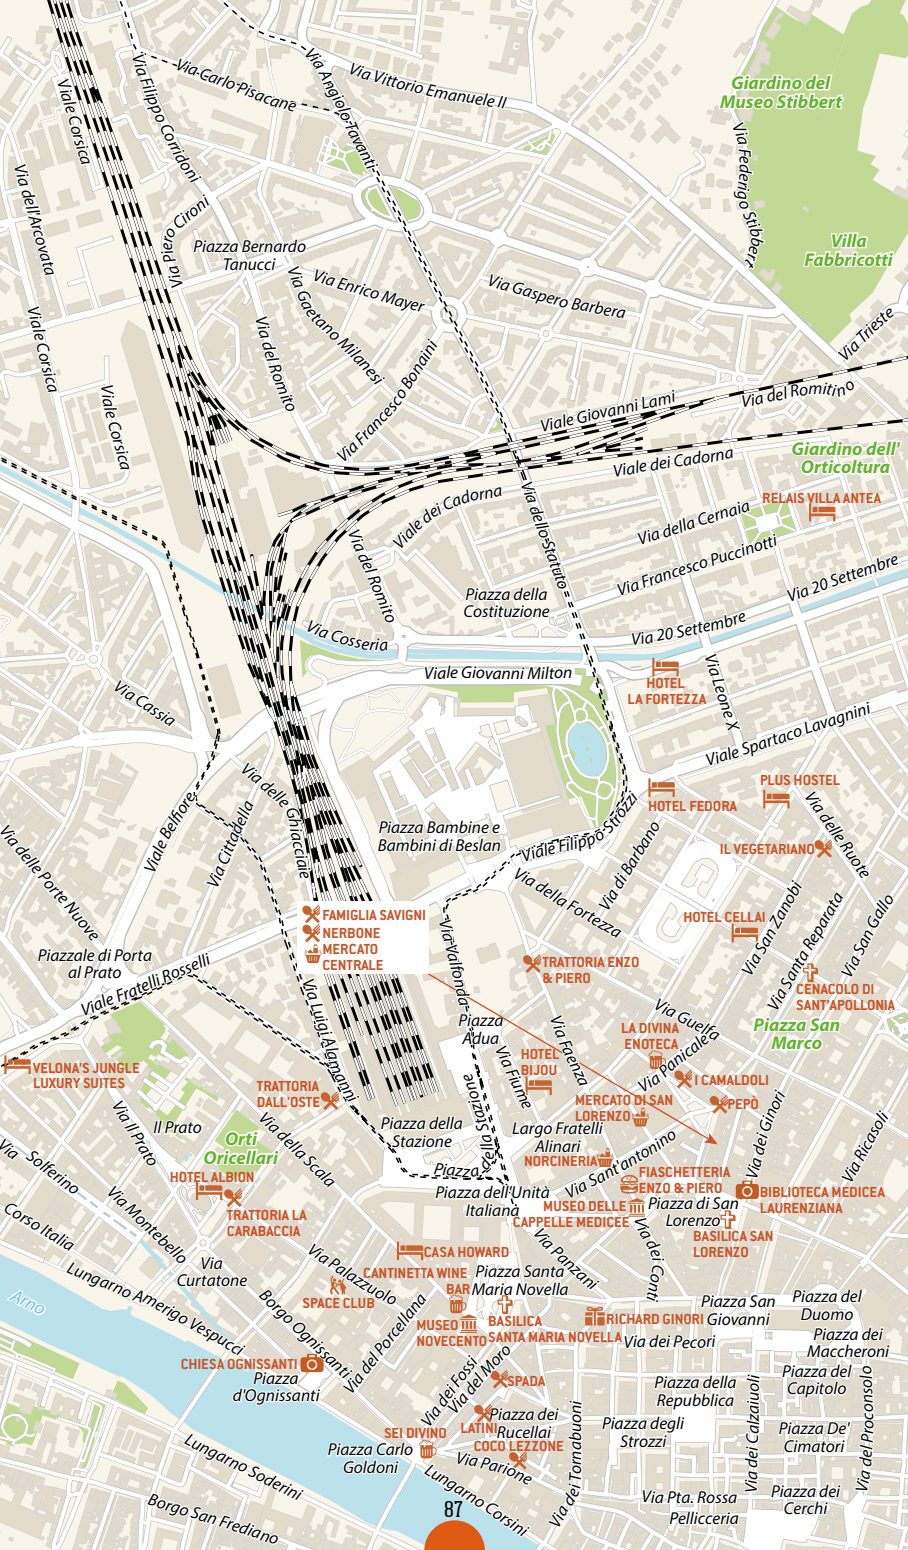 Via Carlo Pisacane
Via Angiolo Tavanti
Via Vittorio Emanuele II
Giardino del
Museo Stibbert
Viale Corsica
Via Filippo Corridoni
Via Federigo Stibbert
Via dell'Arcovata
Via Piero Cironi
Piazza Bernardo
Tanucci
Villa
Fabbricotti
Via Enrico Mayer
Via Gaetano Milanesi
Via Gaspero Barbera
Viale Corsica
Via del Romito
Via Trieste
Via Francesco Bonaini
Viale Corsica
Viale Giovanni Lami
Via del Romitino
Giardino dell'
Orticoltura
Viale dei Cadorna
Viale dei Cadorna
RELAIS VILLA ANTEA
Via dello Statuto
Via della Cernaia
Via del Romito
Via Francesco Puccinotti
Via 20 Settembre
Piazza della
Costituzione
Via Cosseria
Via 20 Settembre
Viale Giovanni Milton
Via Leone X
HOTEL
LA FORTEZZA
Via Cassia
Viale Spartaco Lavagnini
Via delle Ghiacciaie
PLUS HOSTEL
HOTEL FEDORA
Viale Belfiore
Via Cittadella
Piazza Bambine e
Bambini di Beslan
Viale Filippo Strozzi
Via di Barbano
IL VEGETARIANO
Via delle Ruote
Via delle Porte Nuove
Via della Fortezza
Via San Zanobi
Via Santa Reparata
Via San Gallo
FAMIGLIA SAVIGNI
NERBONE
MERCATO
CENTRALE
HOTEL CELLAI
Via Valfonda
Piazzale di Porta
al Prato
Viale Fratelli Rosselli
TRATTORIA ENZO
& PIERO
CENACOLO DI
SANT'APOLLONIA
Via Luigi Alamanni
Piazza
Adua
Via Faenza
Via Guelfa
LA DIVINA
ENOTECA
Piazza San
Marco
VELONA'S JUNGLE
LUXURY SUITES
HOTEL
BIJOU
Via Fiume
Via Panicale
I CAMALDOLI
TRATTORIA
DALL'OSTE
MERCATO DI SAN
LORENZO
PEPÒ
Via Il Prato
Il Prato
Orti
Oricellari
Via della Scala
Piazza della
Stazione
Piazza
della Stazione
Largo Fratelli
Alinari
NORCINERIA
Via Sant'antonino
Via dei Ginori
Via Ricasoli
Via
Solferino
HOTEL ALBION
TRATTORIA LA
CARABACCIA
Piazza dell'Unità
Italiana
FIASCHETTERIA
ENZO & PIERO
MUSEO DELLE
CAPPELLE MEDICEE
Piazza di San
Lorenzo
BIBLIOTECA MEDICEA
LAURENZIANA
BASILICA SAN
LORENZO
Corso Italia
Via Montebello
Via Panzani
Via dei Conti
CASA HOWARD
Via
Curtatone
Via Palazzuolo
CANTINETTA WINE
BAR
Piazza Santa
Maria Novella
Lungarno Amerigo Vespucci
Arno
SPACE CLUB
Borgo Ognissanti
Via del Porcellana
MUSEO
NOVECENTO
BASILICA
SANTA MARIA NOVELLA
RICHARD GINORI
Piazza San
Giovanni
Piazza del
Duomo
Via dei Pecori
Piazza dei
Maccheroni
CHIESA OGNISSANTI
Piazza
d'Ognissanti
Via dei Fossi
Via del Moro
SPADA
Piazza della
Repubblica
Piazza del
Capitolo
LATINI
Piazza dei
Rucellai
Via dei Tornabuoni
Piazza degli
Strozzi
Via dei Calzaiuoli
Piazza De'
Cimatori
Via del Proconsolo
SEI DIVINO
Piazza Carlo
Goldoni
COCO LEZZONE
Via Parione
Lungarno Soderini
Lungarno Corsini
Via Pta. Rossa
Pellicceria
Piazza dei
Cerchi
Borgo San Frediano
87